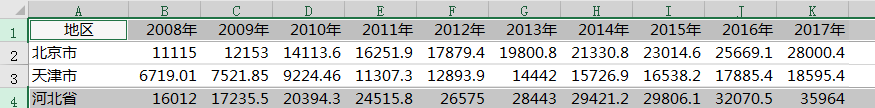 A B C D E F G H I J K
1 地区 2008年 2009年 2010年 2011年 2012年 2013年 2014年 2015年 2016年 2017年
2 北京市 11115 12153 14113.6 16251.9 17879.4 19800.8 21330.8 23014.6 25669.1 28000.4
3 天津市 6719.01 7521.85 9224.46 11307.3 12893.9 14442 15726.9 16538.2 17885.4 18595.4
4 河北省 16012 17235.5 20394.3 24515.8 26575 28443 29421.2 29806.1 32070.5 35964